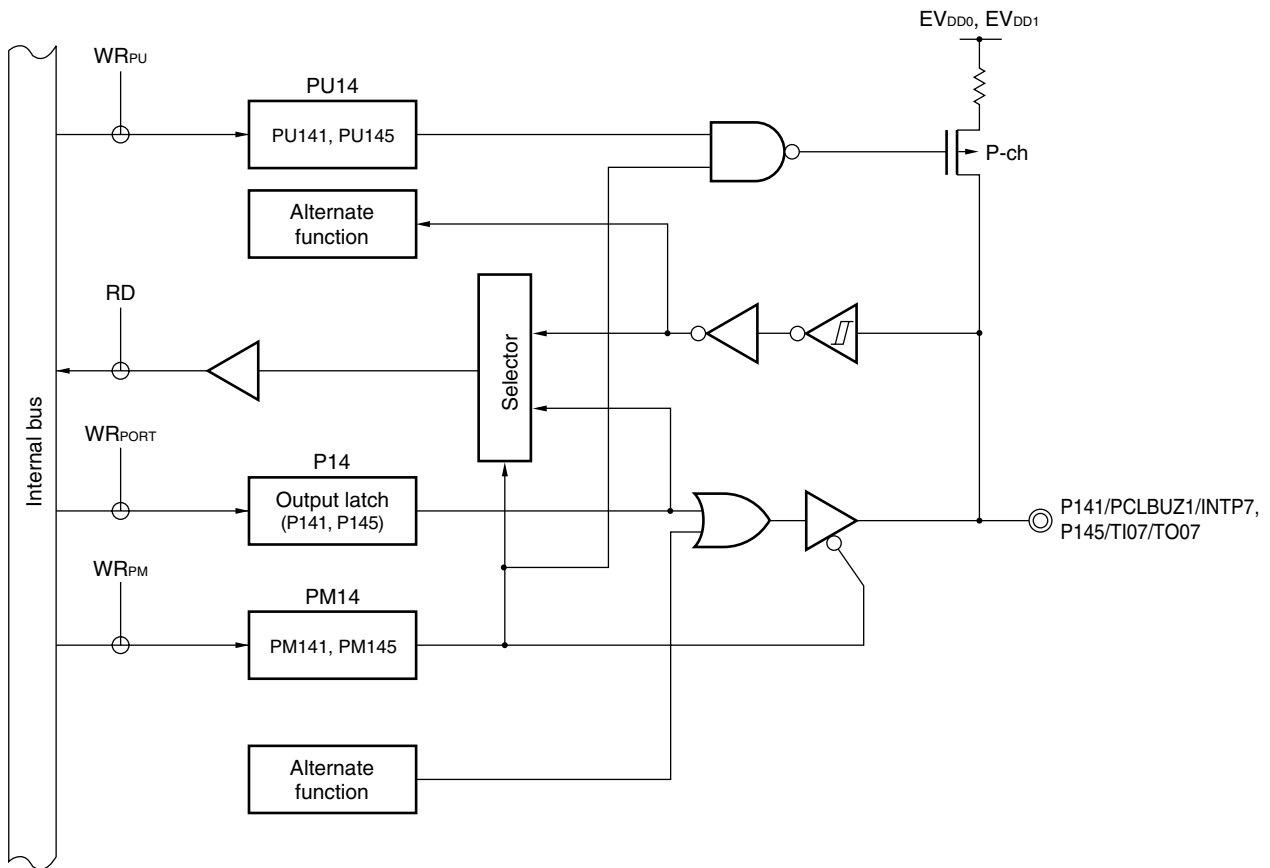 EVDD0, EVDD1
WRPU
PU14
PU141, PU145
P-ch
Alternate
function
RD
Selector
Internal bus
WRPORT
P14
Output latch
(P141, P145)
P141/PCLBUZ1/INTP7,
P145/TI07/TO07
WRPM
PM14
PM141, PM145
Alternate
function